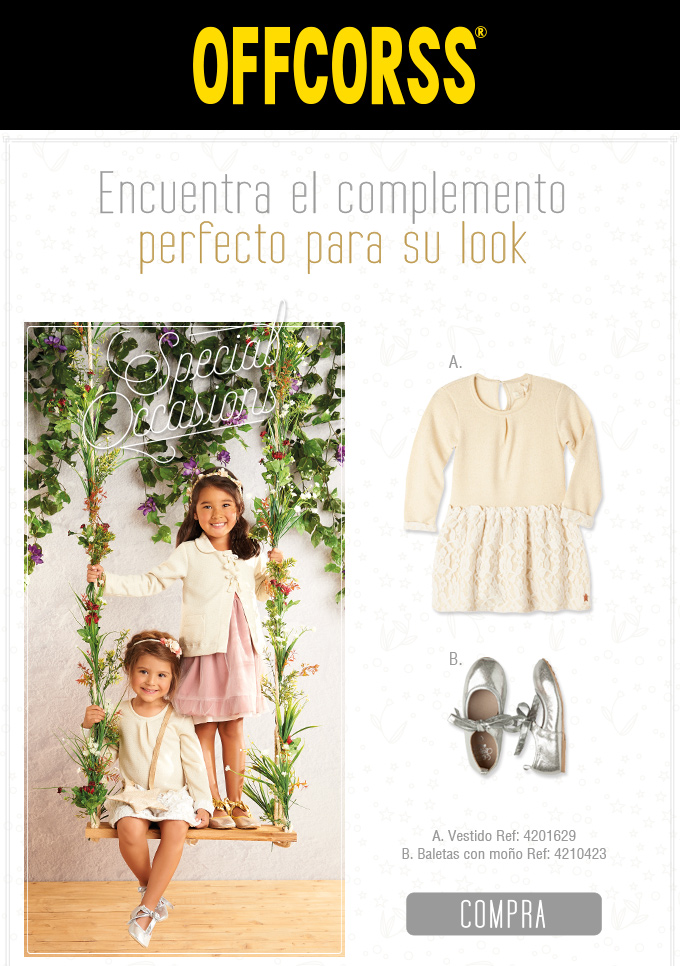 OFFCORSS®
Encuentra el complemento
perfecto para su look
Special
Occasions
A.
B.
A. Vestido Ref: 4201629
B. Baletas con moño Ref: 4210423
COMPRA